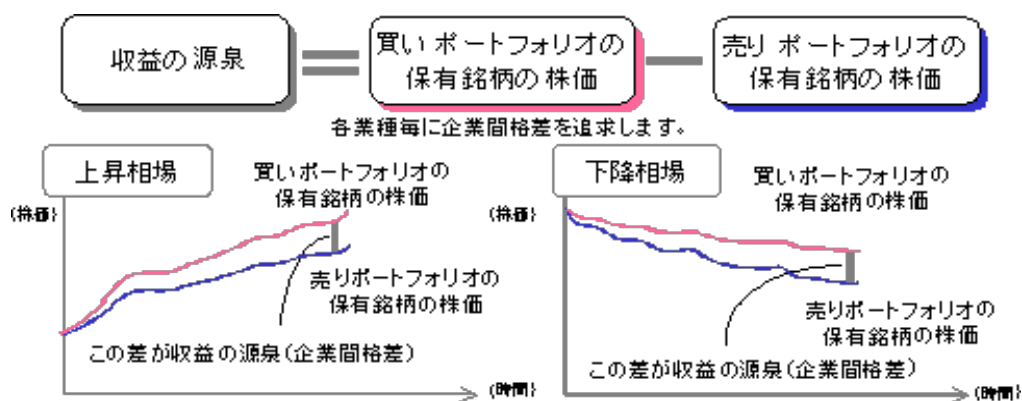 収益の源泉
買いポートフォリオの
保有銘柄の株価
売りポートフォリオの
保有銘柄の株価
各業種毎に企業間格差を追求します。
上昇相場
買いポートフォリオの
保有銘柄の株価
(株価)
売りポートフォリオの
保有銘柄の株価
この差が収益の源泉(企業間格差)
(時間)
下降相場
買いポートフォリオの
保有銘柄の株価
(株価)
売りポートフォリオの
保有銘柄の株価
この差が収益の源泉(企業間格差)
(時間)